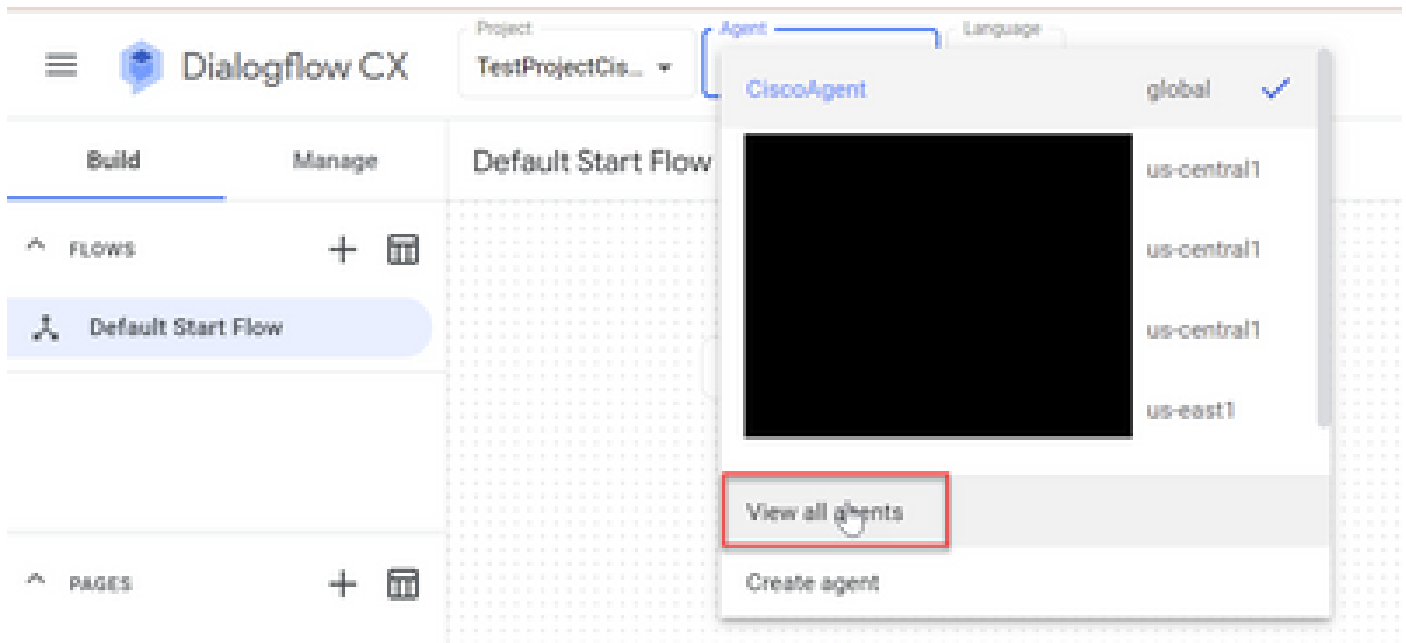 Project
Agent
Language
Dialogflow CX
TestProjectCis...
CiscoAgent global
Build Manage
Default Start Flow
us-central1
FLOWS
us-central1
Default Start Flow
us-central1
us-east1
View all agents
PAGES
Create agent